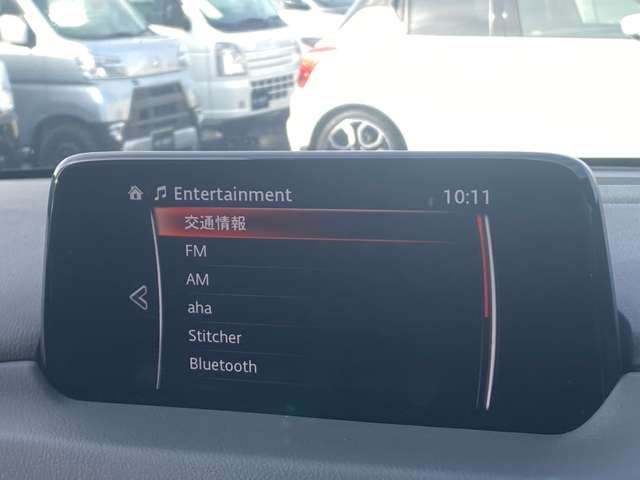 Entertainment 10:11
交通情報
FM
AM
aha
Stitcher
Bluetooth